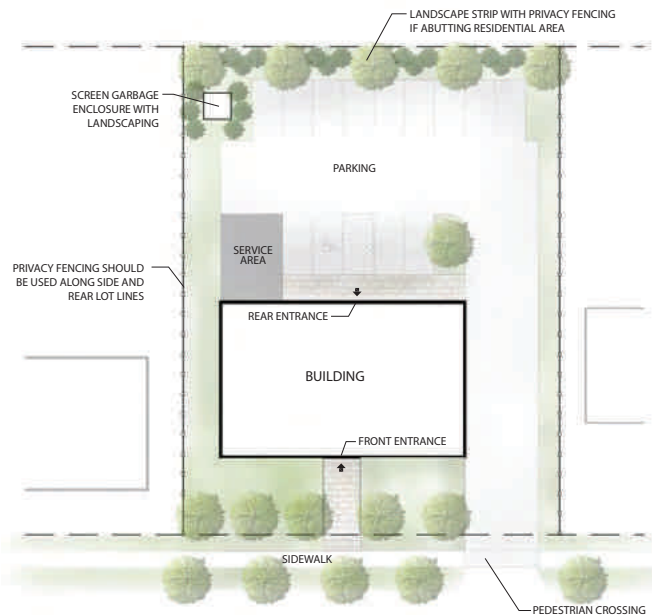 LANDSCAPE STRIP WITH PRIVACY FENCING
IF ABUTTING RESIDENTIAL AREA
SCREEN GARBAGE
ENCLOSURE WITH
LANDSCAPING
PARKING
SERVICE
AREA
PRIVACY FENCING SHOULD
BE USED ALONG SIDE AND
REAR LOT LINES
REAR ENTRANCE
BUILDING
FRONT ENTRANCE
SIDEWALK
PEDESTRIAN CROSSING